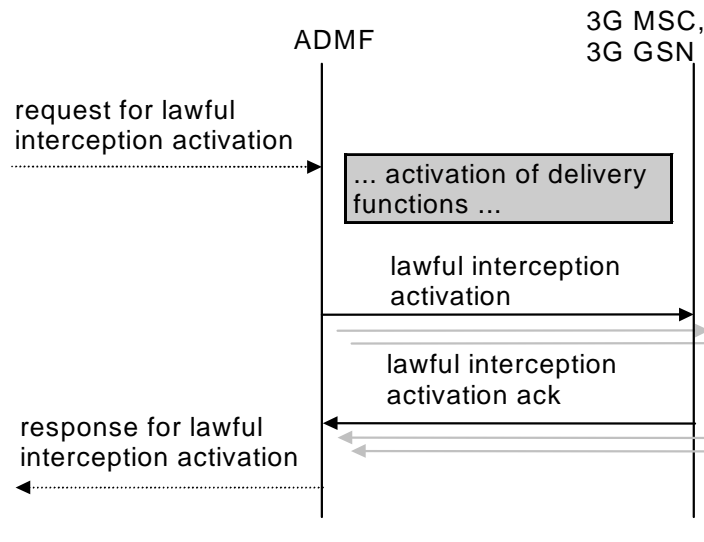 ADMF
3G MSC,
3G GSN
request for lawful
interception activation
... activation of delivery
functions ...
lawful interception
activation
lawful interception
activation ack
response for lawful
interception activation